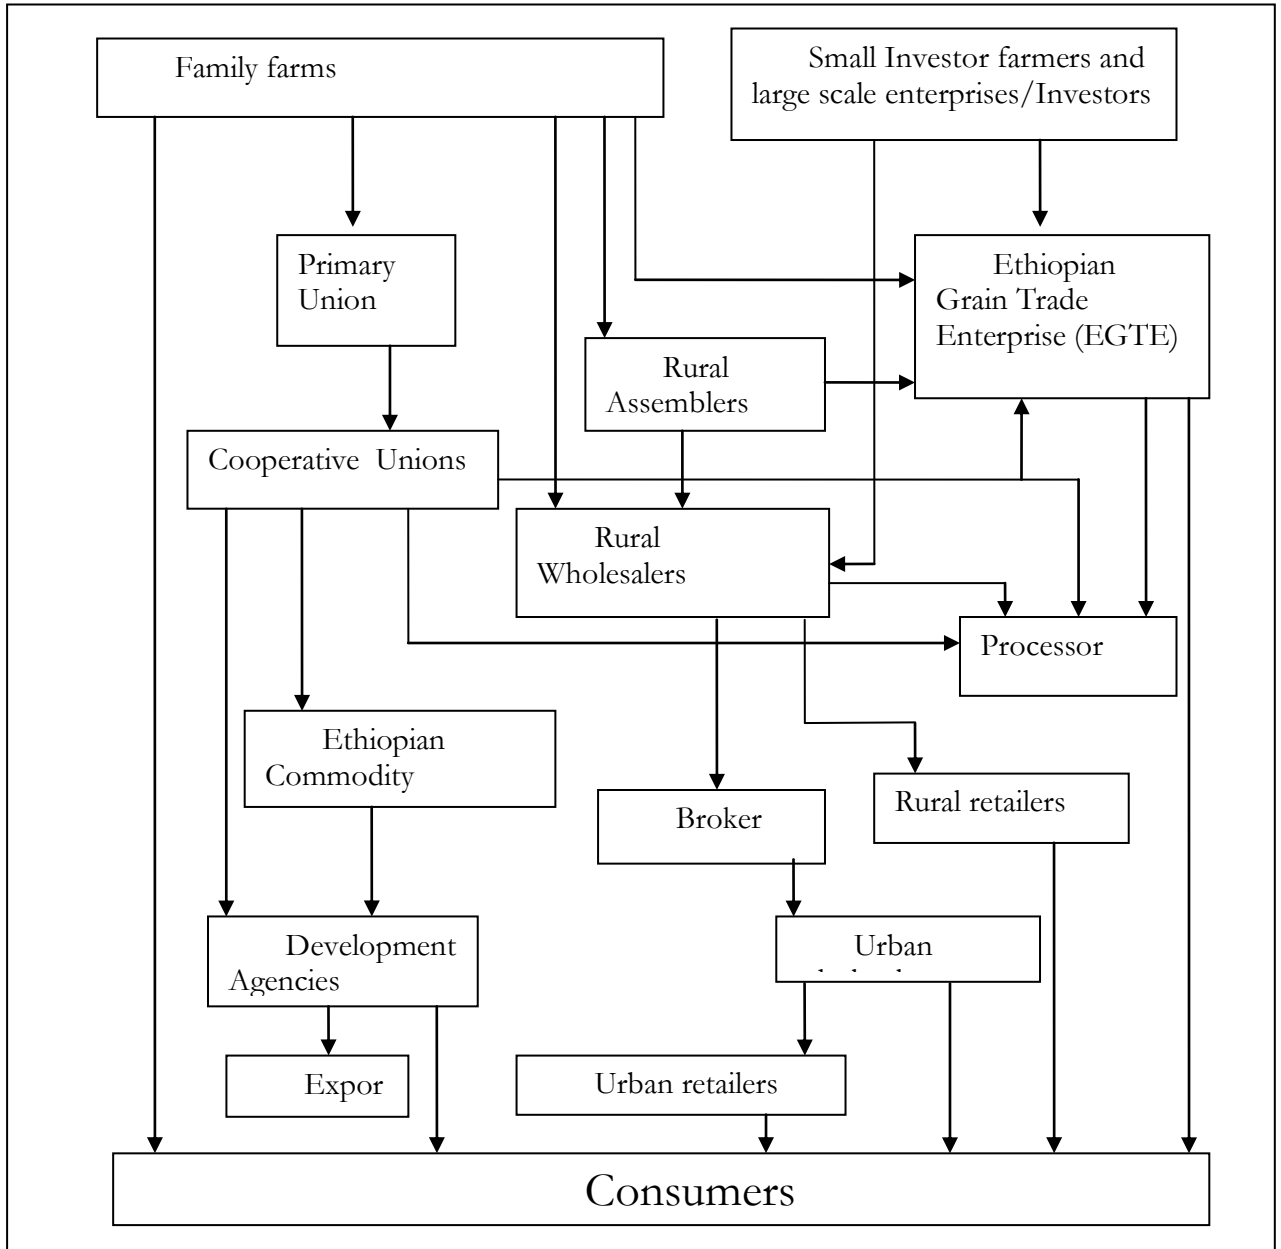 Family farms
Small Investor farmers and
large scale enterprises/Investors
Primary
Union
Ethiopian
Grain Trade
Enterprise (EGTE)
Rural
Assemblers
Cooperative Unions
Rural
Wholesalers
Processor
Ethiopian
Commodity
Broker
Rural retailers
Development
Agencies
Urban
Expor
Urban retailers
Consumers